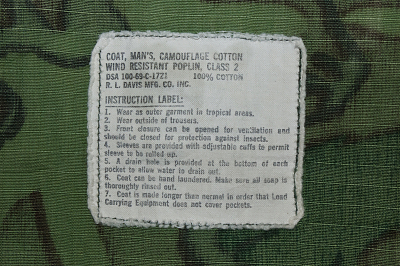 COAT, MAN'S, CAMOUFLAGE COTTON
WIND RESISTANT POPLIN, CLASS 2
DSA 100-69-C-1721 100% COTTON
R. L. DAVIS MFG. CO. INC.
INSTRUCTION LABEL:
1. Wear as outer garment in tropical areas.
2. Wear outside of trousers.
3. Front closure can be opened for ventilation and
should be closed for protection against insects.
4. Sleeves are provided with adjustable cuffs to permit
sleeve to be rolled up.
5. A drain hole is provided at the bottom of each
pocket to allow water to drain out.
6. Coat can be hand laundered. Make sure all soap is
thoroughly rinsed out.
7. Coat is made longer than normal in order that Load
Carrying Equipment does not cover pockets.